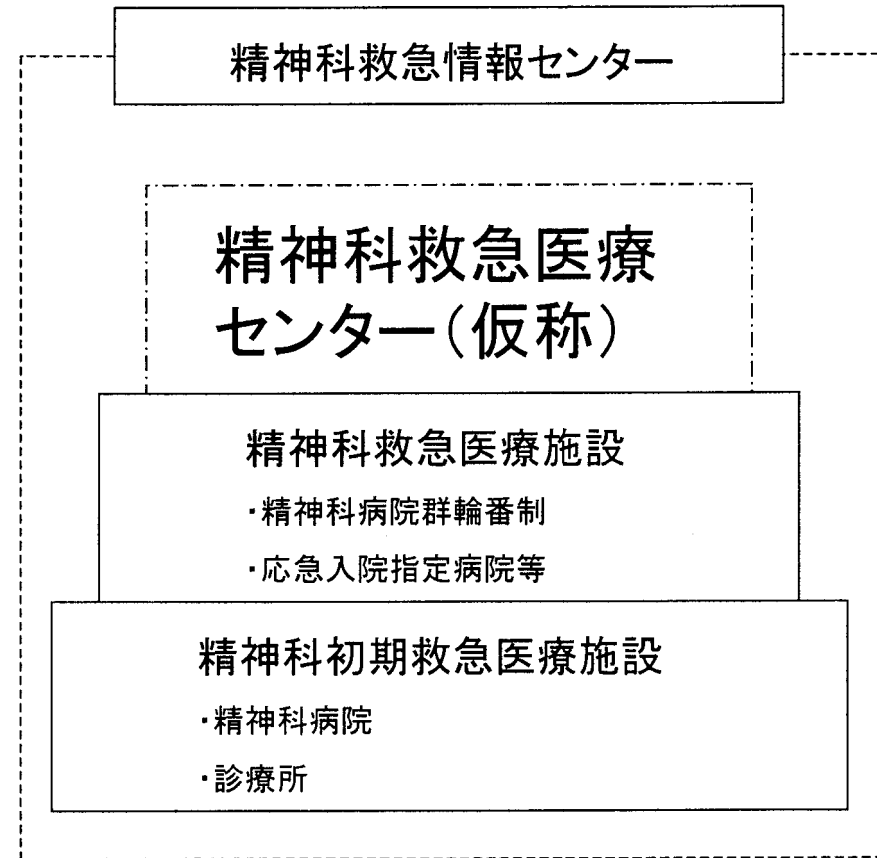 精神科救急情報センター
精神科救急医療
センター（仮称）
精神科救急医療施設
・精神科病院群輪番制
・応急入院指定病院等
精神科初期救急医療施設
・精神科病院
・診療所